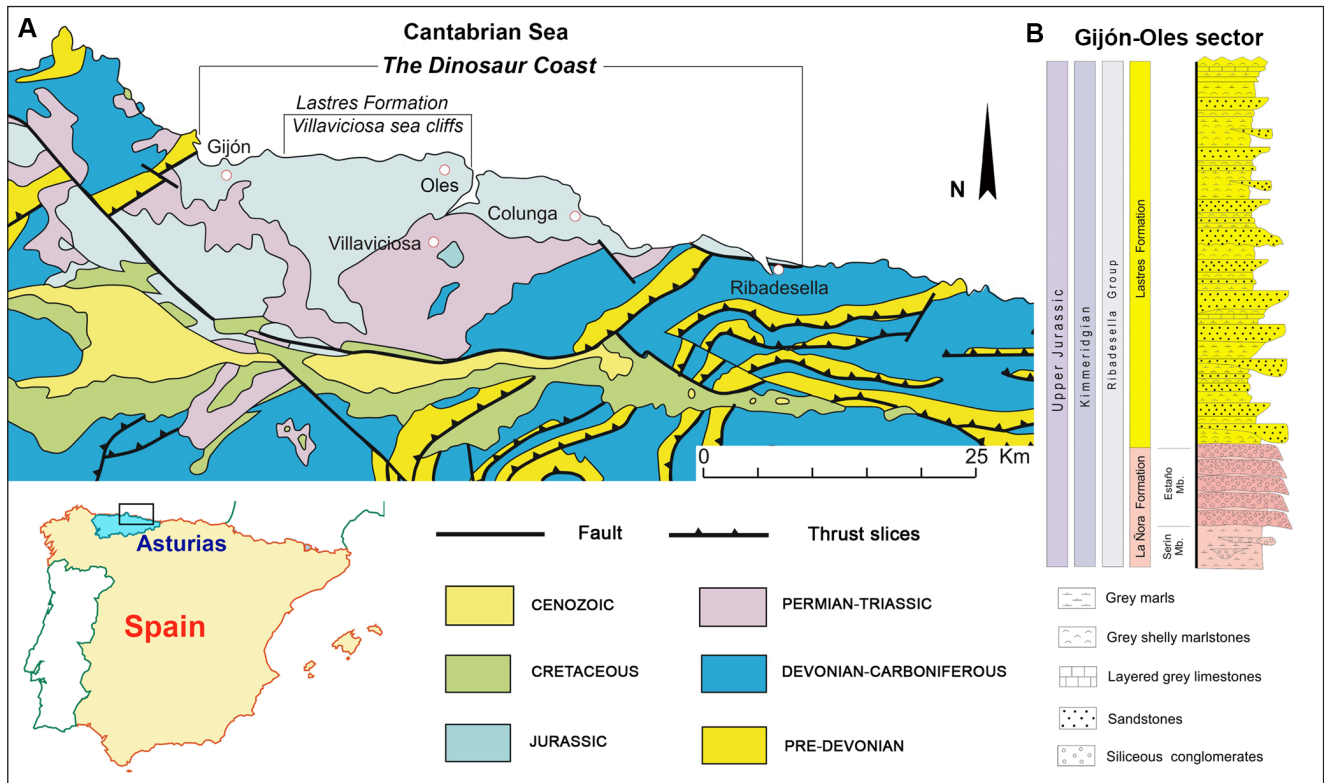 A
Cantabrian Sea
The Dinosaur Coast
Lastres Formation
Villaviciosa sea cliffs
Gijón
Oles
Colunga
Villaviciosa
Ribadesella
N
0
25 Km
Asturias
Spain
Fault
Thrust slices
CENOZOIC
PERMIAN-TRIASSIC
CRETACEOUS
DEVONIAN-CARBONIFEROUS
JURASSIC
PRE-DEVONIAN
B
Gijón-Oles sector
Upper Jurassic
Kimmeridgian
Ribadesella Group
Lastres Formation
La Ñora Formation
Estaño
Mb.
Serín
Mb.
Grey marls
Grey shelly marlstones
Layered grey limestones
Sandstones
Siliceous conglomerates